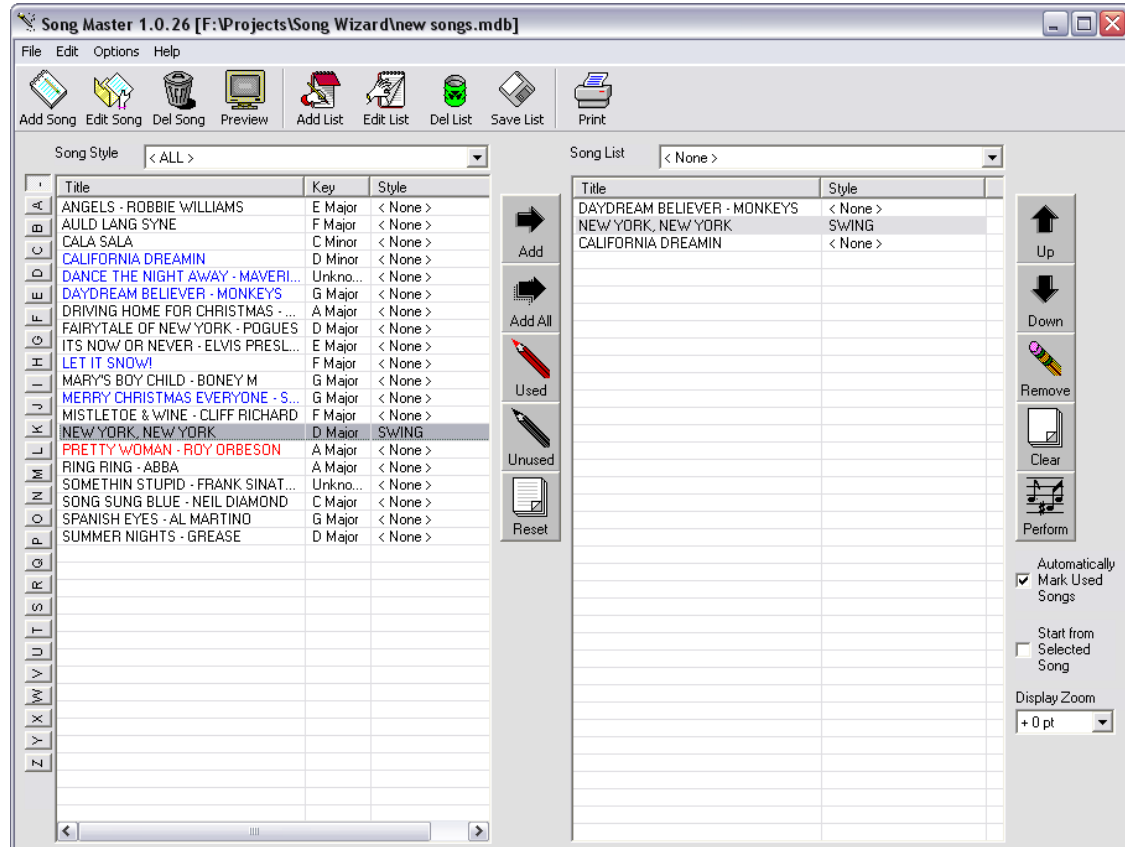 Song Master 1.0.26 [F:\Projects\Song Wizard\new songs.mdb]
File Edit Options Help
Add Song Edit Song Del Song Preview Add List Edit List Del List Save List Print
Song Style < ALL >
Song List < None >
Title Key Style
ANGELS - ROBBIE WILLIAMS E Major < None >
AULD LANG SYNE F Major < None >
CALA SALA C Minor < None >
CALIFORNIA DREAMIN D Minor < None >
DANCE THE NIGHT AWAY - MAVERI... Unkno... < None >
DAYDREAM BELIEVER - MONKEYS G Major < None >
DRIVING HOME FOR CHRISTMAS - ... A Major < None >
FAIRYTALE OF NEW YORK - POGUES D Major < None >
ITS NOW OR NEVER - ELVIS PRESL... E Major < None >
LET IT SNOW! F Major < None >
MARY'S BOY CHILD - BONEY M G Major < None >
MERRY CHRISTMAS EVERYONE - S... G Major < None >
MISTLETOE & WINE - CLIFF RICHARD F Major < None >
NEW YORK, NEW YORK D Major SWING
PRETTY WOMAN - ROY ORBESON A Major < None >
RING RING - ABBA A Major < None >
SOMETHIN STUPID - FRANK SINAT... Unkno... < None >
SONG SUNG BLUE - NEIL DIAMOND C Major < None >
SPANISH EYES - AL MARTINO G Major < None >
SUMMER NIGHTS - GREASE D Major < None >
-
A
B
C
D
E
F
G
H
I
J
K
L
M
N
O
P
Q
R
S
T
U
V
W
X
Y
Z
Add
Add All
Used
Unused
Reset
Title Style
DAYDREAM BELIEVER - MONKEYS < None >
NEW YORK, NEW YORK SWING
CALIFORNIA DREAMIN < None >
Up
Down
Remove
Clear
Perform
Automatically
Mark Used
Songs
Start from
Selected
Song
Display Zoom
+ 0 pt